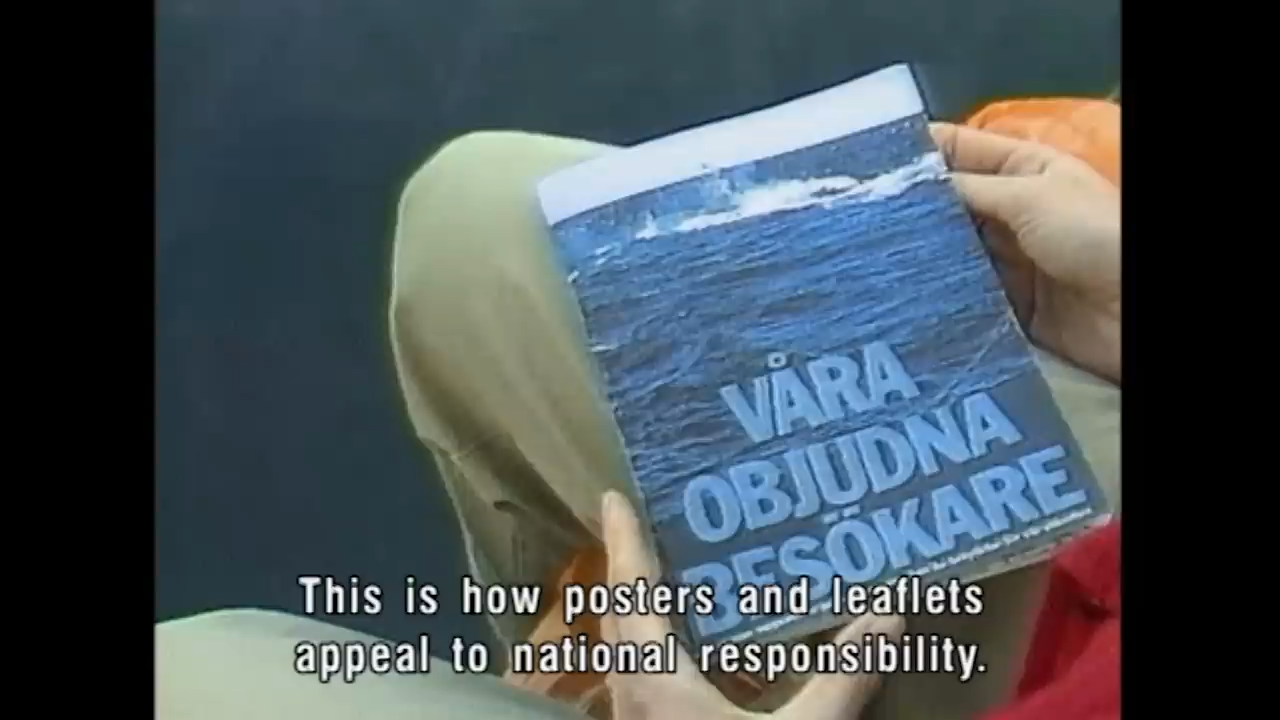 VÅRA
OBJUDNA
BESÖKARE
This is how posters and leaflets
appeal to national responsibility.